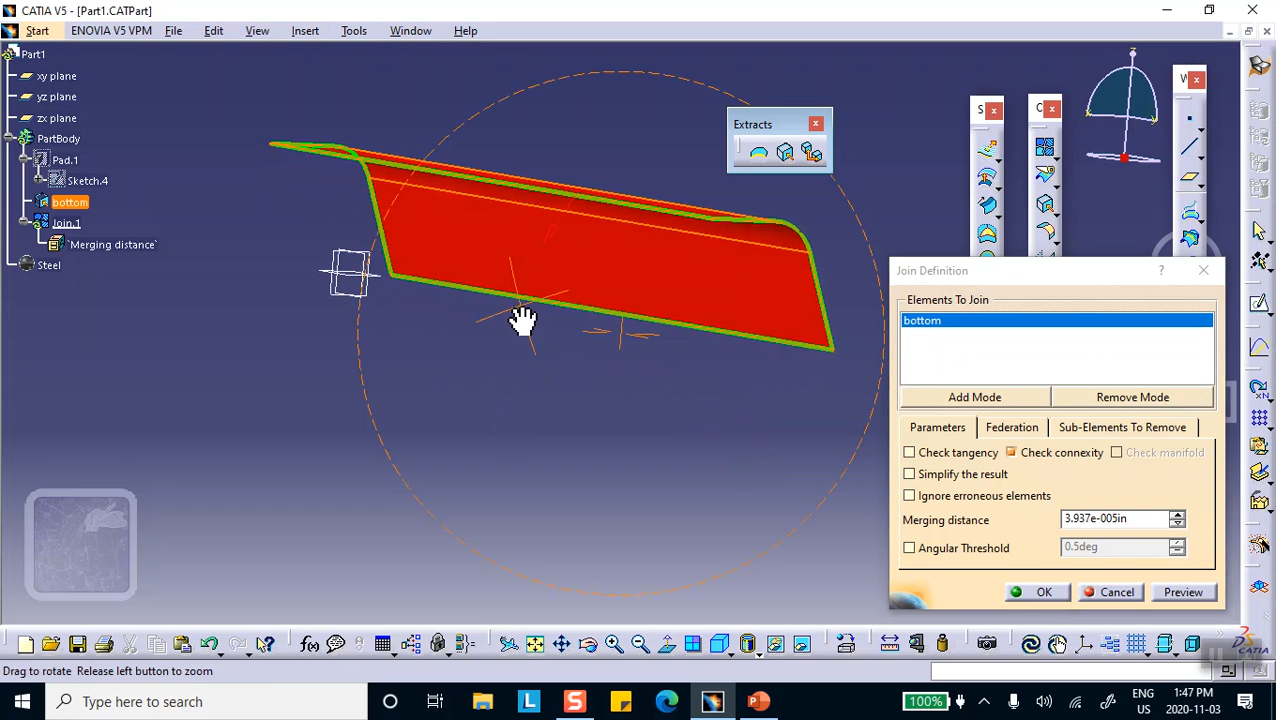 CATIA V5 - [Part1.CATPart]
Start ENOVIA V5 VPM File Edit View Insert Tools Window Help
Part1
xy plane
yz plane
zx plane
PartBody
Pad.1
Sketch.4
bottom
Join.1
Merging distance
Steel
Extracts
S
C
W
z
Join Definition
Elements To Join
bottom
Add Mode Remove Mode
Parameters Federation Sub-Elements To Remove
Check tangency Check connexity Check manifold
Simplify the result
Ignore erroneous elements
Merging distance 3.937e-005in
Angular Threshold 0.5deg
OK Cancel Preview
f(x)
CATIA
Drag to rotate Release left button to zoom
Type here to search
100%
ENG
US
1:47 PM
2020-11-03